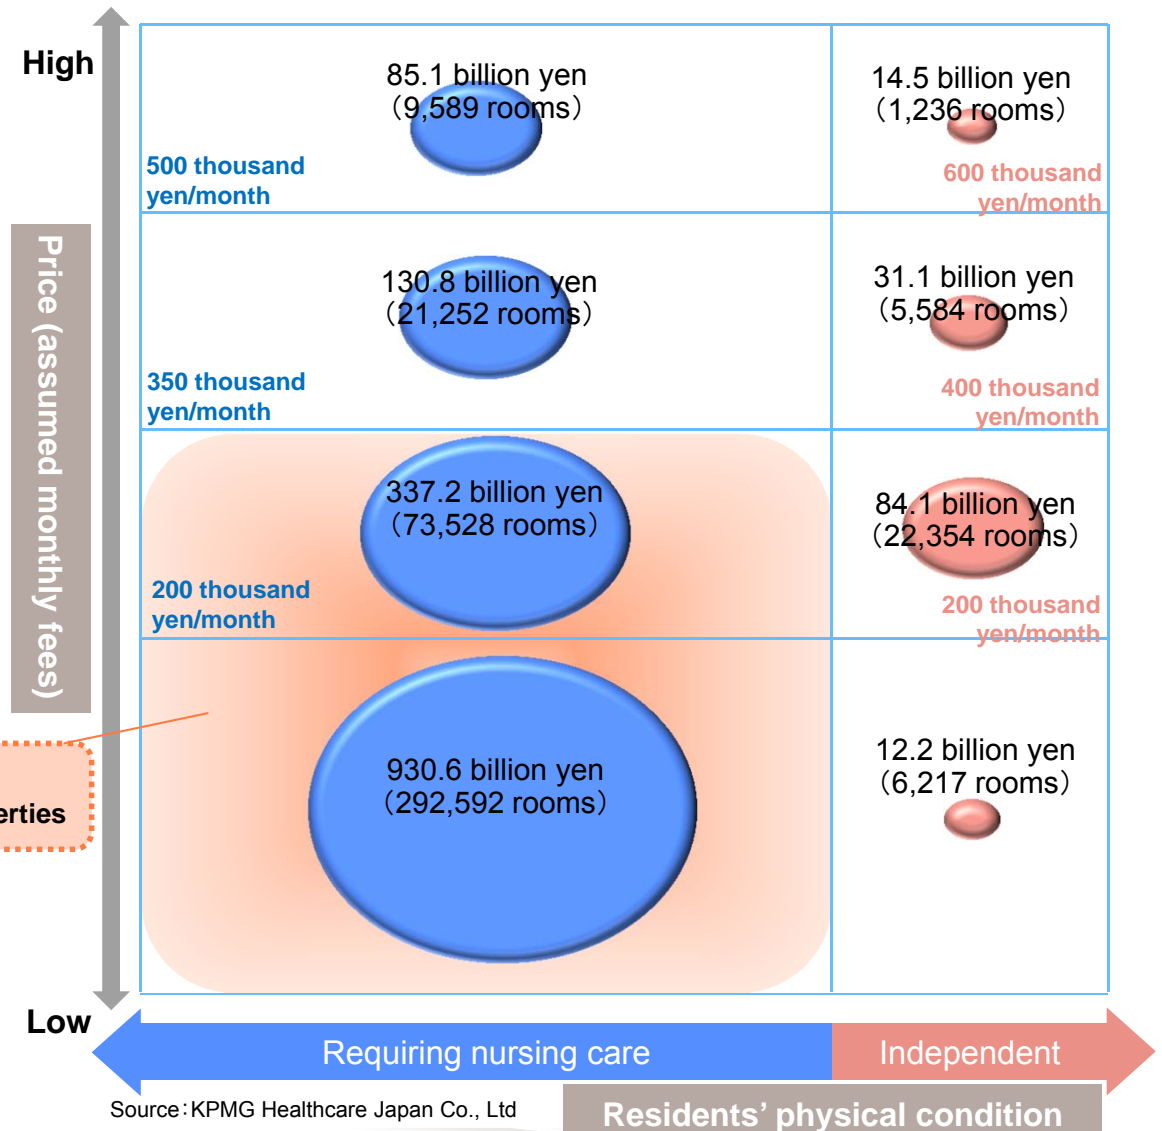 High
85.1 billion yen
（9,589 rooms）
14.5 billion yen
（1,236 rooms）
500 thousand
yen/month
600 thousand
yen/month
130.8 billion yen
（21,252 rooms）
31.1 billion yen
（5,584 rooms）
350 thousand
yen/month
400 thousand
yen/month
Price (assumed monthly fees)
337.2 billion yen
（73,528 rooms）
84.1 billion yen
（22,354 rooms）
200 thousand
yen/month
200 thousand
yen/month
930.6 billion yen
（292,592 rooms）
12.2 billion yen
（6,217 rooms）
Low
Requiring nursing care
Independent
Source：KPMG Healthcare Japan Co., Ltd
Residents’ physical condition